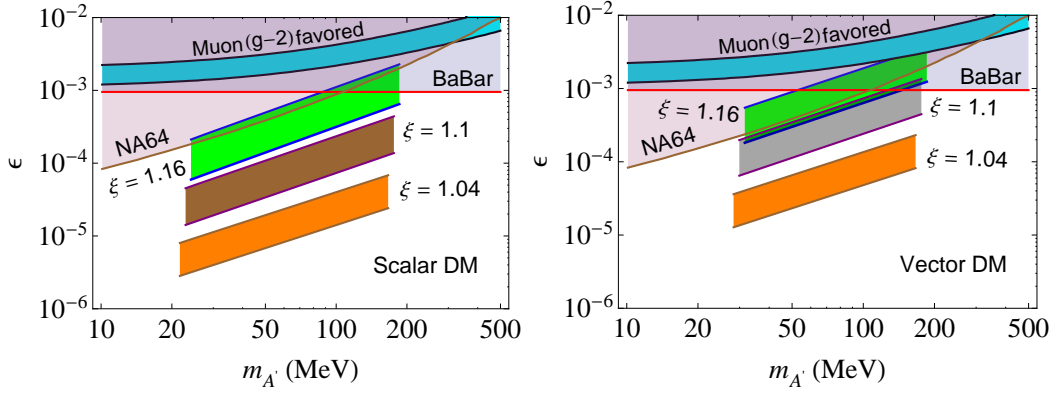 10⁻²
10⁻³
10⁻⁴
10⁻⁵
10⁻⁶
ϵ
Muon(g-2)favored
BaBar
NA64
ξ = 1.16
ξ = 1.1
ξ = 1.04
Scalar DM
10 50 100 200 500
m_A' (MeV)
10⁻²
10⁻³
10⁻⁴
10⁻⁵
10⁻⁶
ϵ
Muon(g-2)favored
BaBar
ξ = 1.16
ξ = 1.1
NA64
ξ = 1.04
Vector DM
10 50 100 200 500
m_A' (MeV)